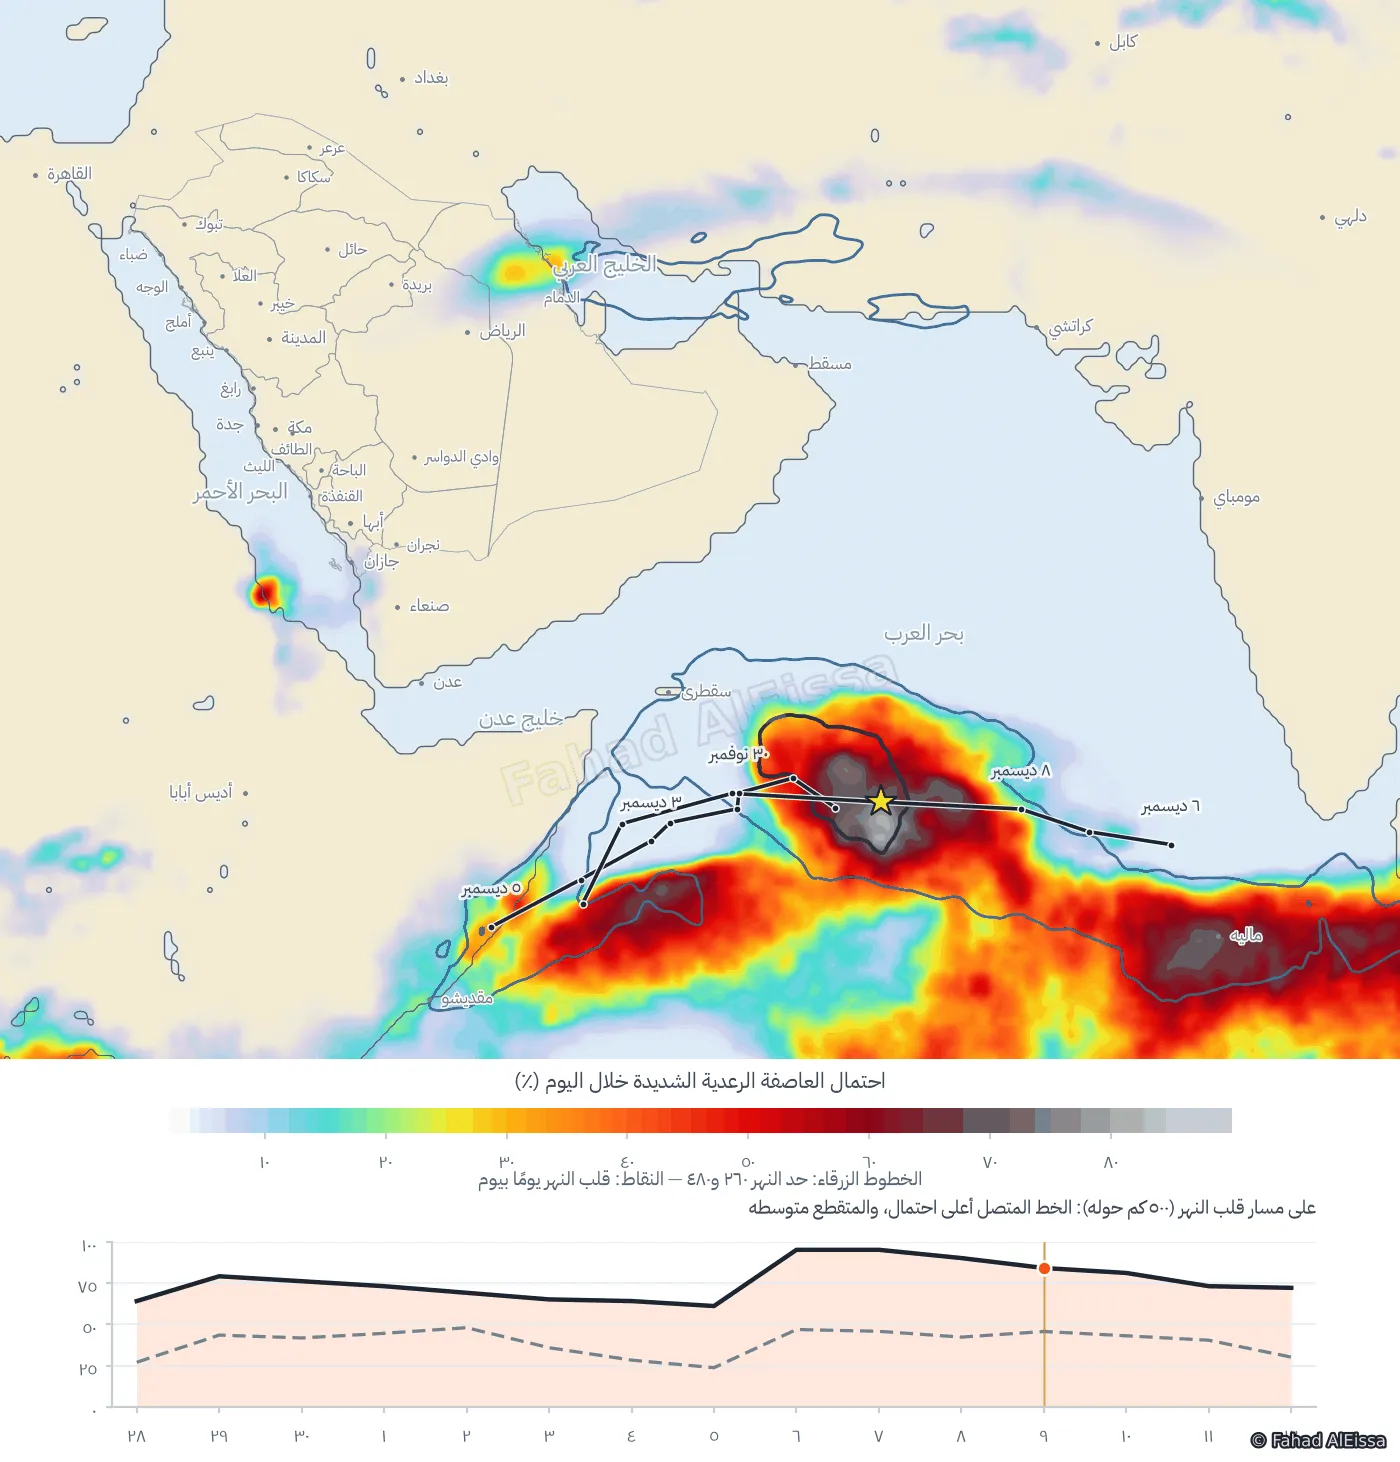 كابل
بغداد
عرعر
القاهرة
سكاكا
دلهي
تبوك
حائل
ضباء
الخليج العربي
العلا
الوجه
بريدة
الدمام
خيبر
أملج
كراتشي
الرياض
المدينة
ينبع
مسقط
رابغ
جدة
مكة
الطائف
وادي الدواسر
الليث
الباحة
البحر الأحمر
القنفذة
مومباي
أبها
نجران
جازان
صنعاء
بحر العرب
عدن
سقطرى
Fahad AlEissa
خليج عدن
٣٠ نوفمبر
٨ ديسمبر
أديس أبابا
٣ ديسمبر
٦ ديسمبر
٥ ديسمبر
ماليه
مقديشو
احتمال العاصفة الرعدية الشديدة خلال اليوم (٪)
١٠ ٢٠ ٣٠ ٤٠ ٥٠ ٦٠ ٧٠ ٨٠
الخطوط الزرقاء: حد النهر ٢٦٠ و٤٨٠ — النقاط: قلب النهر يومًا بيوم
على مسار قلب النهر (٥٠٠ كم حوله): الخط المتصل أعلى احتمال، والمتقطع متوسطه
١٠٠
٧٥
٥٠
٢٥
٠
٢٨ ٢٩ ٣٠ ١ ٢ ٣ ٤ ٥ ٦ ٧ ٨ ٩ ١٠ ١١
© Fahad AlEissa